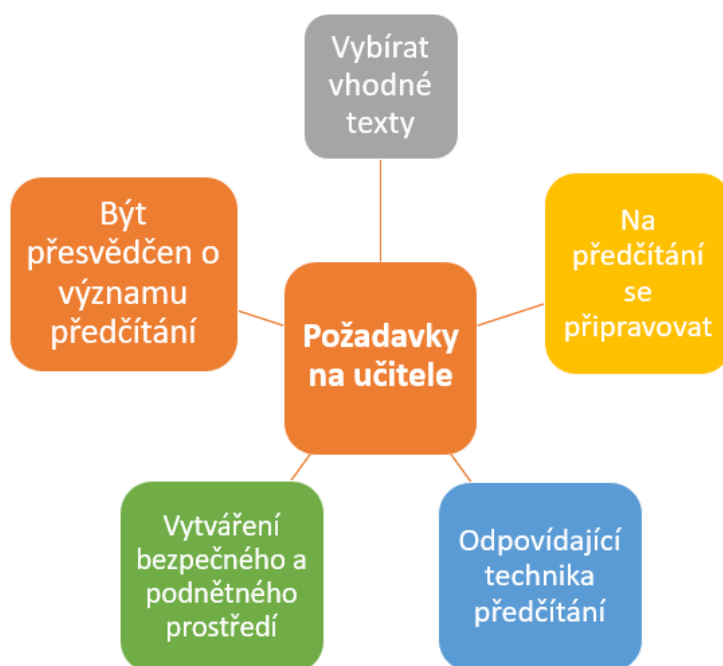 Vybírat
vhodné
texty
Být
přesvědčen o
významu
předčítání
Na
předčítání
se
připravovat
Požadavky
na učitele
Vytváření
bezpečného a
podnětného
prostředí
Odpovídající
technika
předčítání